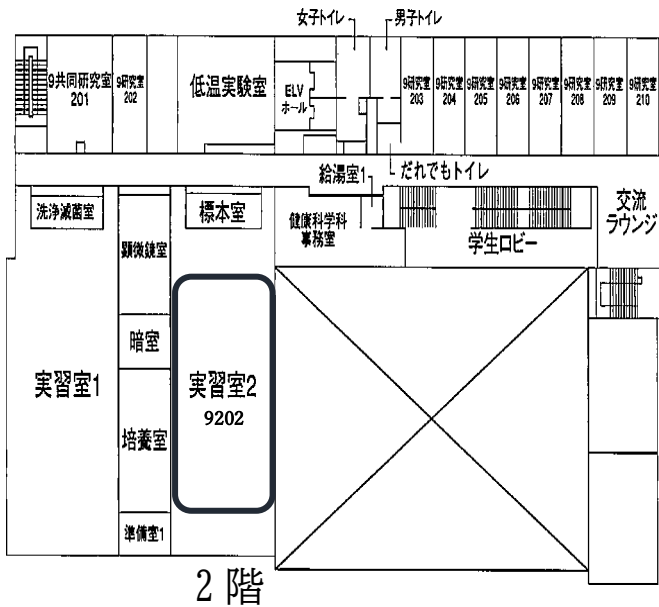 女子トイレ
男子トイレ
9共同研究室
201
9研究室
202
低温実験室
ELV
ホール
9研究室
203
9研究室
204
9研究室
205
9研究室
206
9研究室
207
9研究室
208
9研究室
209
9研究室
210
給湯室1
だれでもトイレ
洗浄滅菌室
顕微鏡室
標本室
健康科学科
事務室
学生ロビー
交流
ラウンジ
暗室
実習室1
実習室2
9202
培養室
準備室1
2階